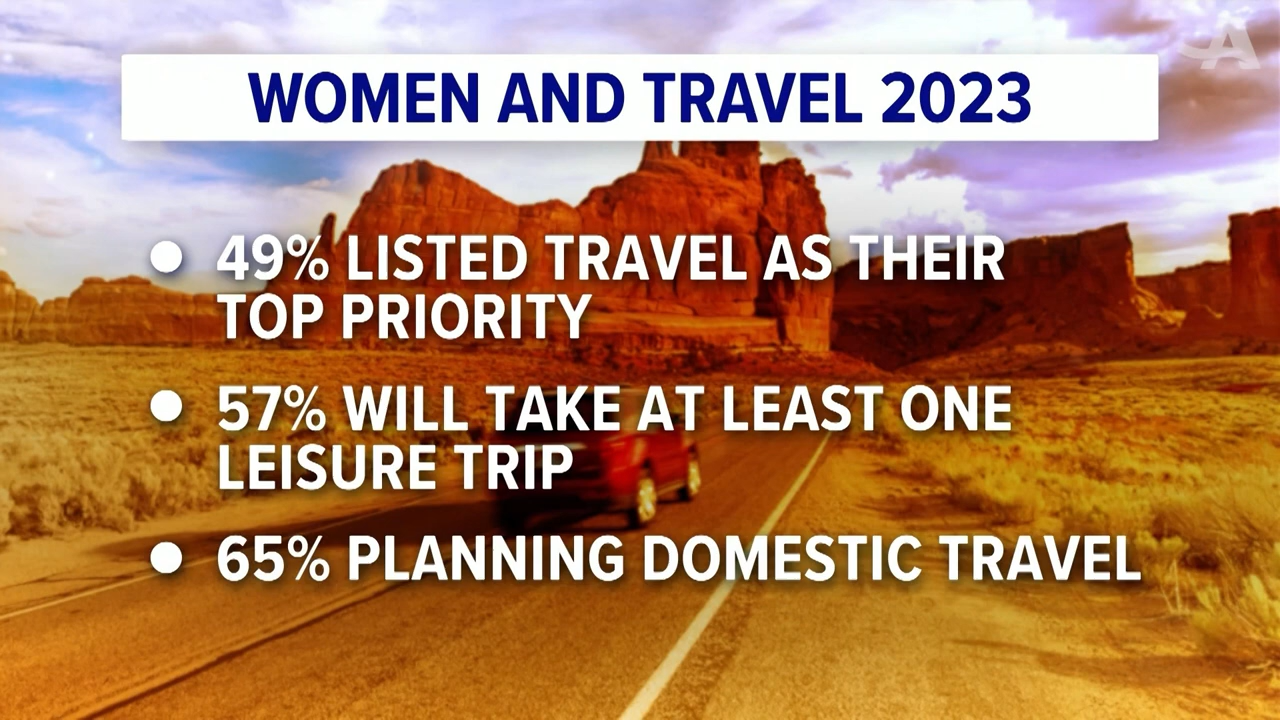 WOMEN AND TRAVEL 2023
49% LISTED TRAVEL AS THEIR
TOP PRIORITY
57% WILL TAKE AT LEAST ONE
LEISURE TRIP
65% PLANNING DOMESTIC TRAVEL